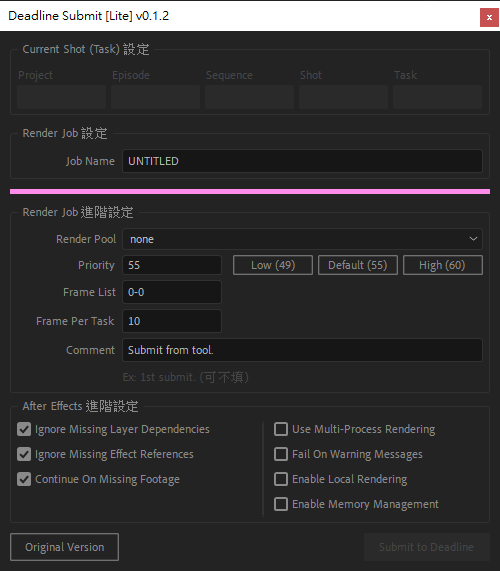 Deadline Submit [Lite] v0.1.2
x
Current Shot (Task) 設定
Project Episode Sequence Shot Task
Render Job 設定
Job Name UNTITLED
Render Job 進階設定
Render Pool none
Priority 55 Low (49) Default (55) High (60)
Frame List 0-0
Frame Per Task 10
Comment Submit from tool.
Ex: 1st submit. (可不填)
After Effects 進階設定
Ignore Missing Layer Dependencies Use Multi-Process Rendering
Ignore Missing Effect References Fail On Warning Messages
Continue On Missing Footage Enable Local Rendering
Enable Memory Management
Original Version Submit to Deadline